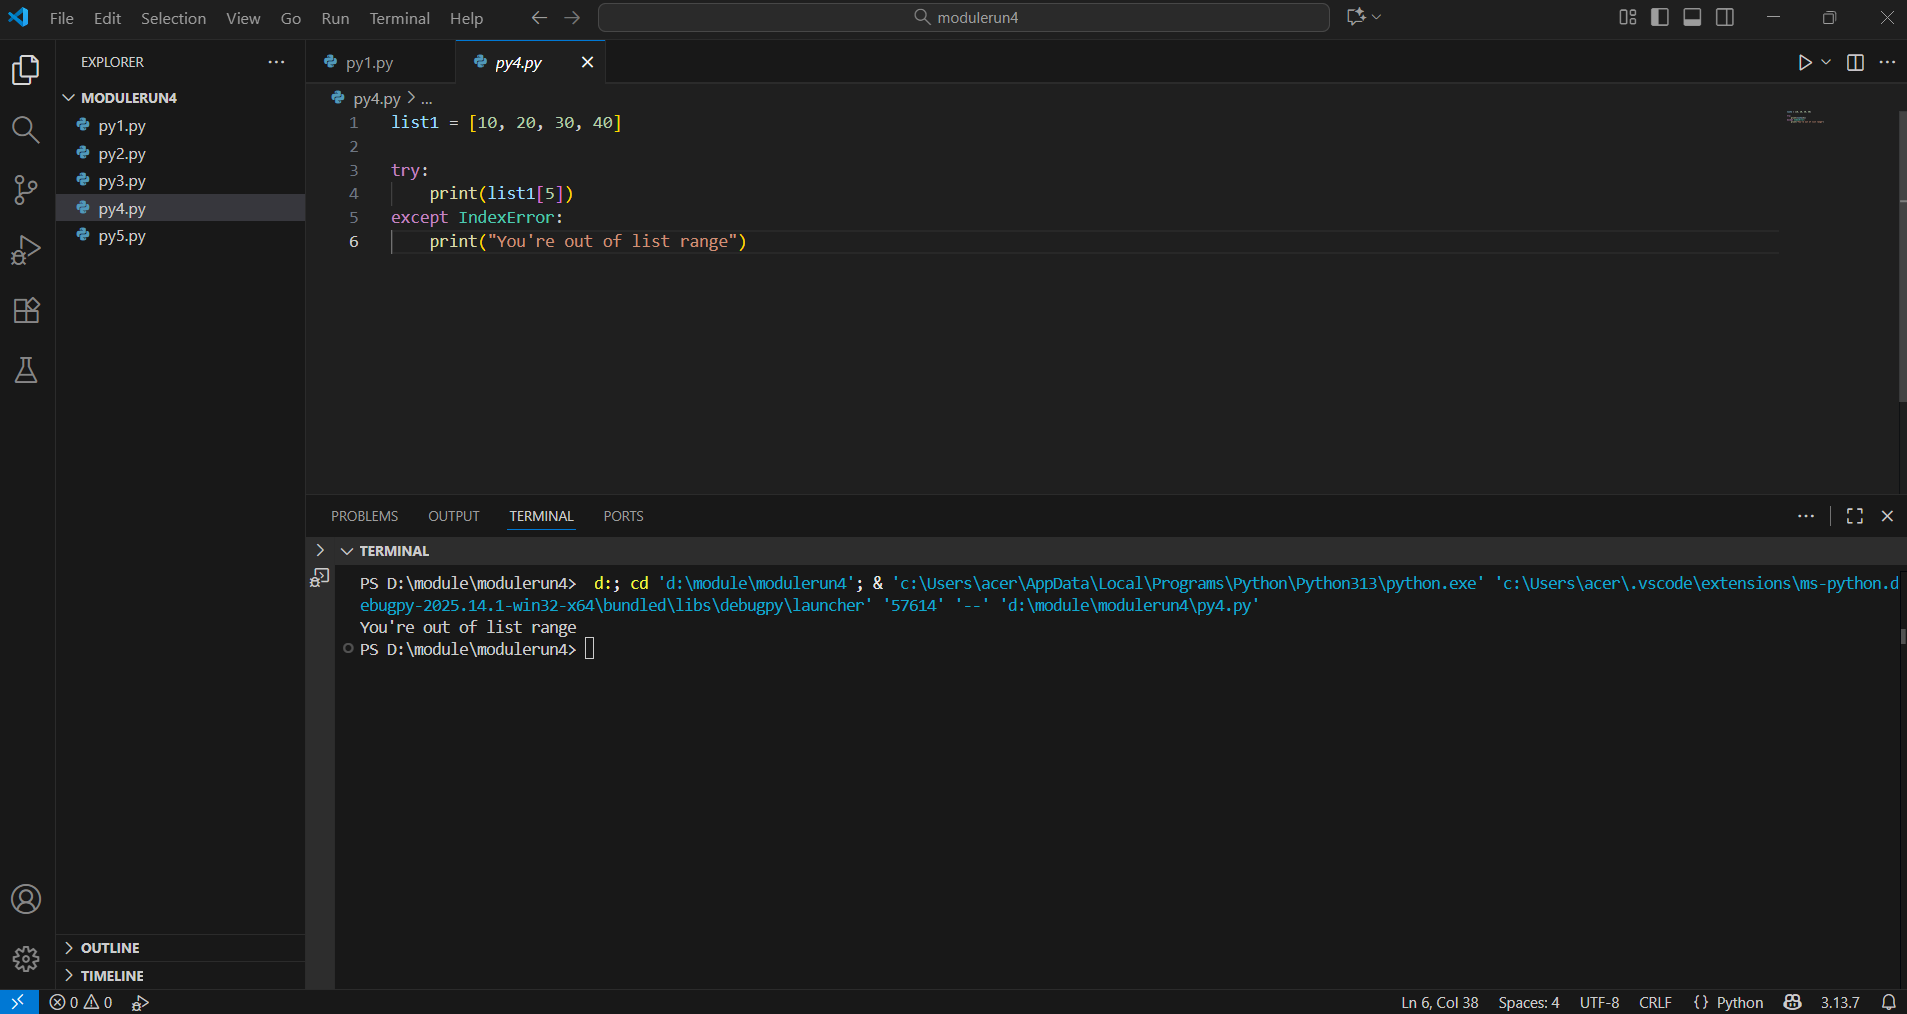 File Edit Selection View Go Run Terminal Help
modulerun4
EXPLORER
MODULERUN4
py1.py
py2.py
py3.py
py4.py
py5.py
OUTLINE
TIMELINE
py1.py
py4.py
py4.py > ...
1 list1 = [10, 20, 30, 40]
2
3 try:
4 print(list1[5])
5 except IndexError:
6 print("You're out of list range")
PROBLEMS OUTPUT TERMINAL PORTS
TERMINAL
PS D:\module\modulerun4> d:; cd 'd:\module\modulerun4'; & 'c:\Users\acer\AppData\Local\Programs\Python\Python313\python.exe' 'c:\Users\acer\.vscode\extensions\ms-python.d
ebugpy-2025.14.1-win32-x64\bundled\libs\debugpy\launcher' '57614' '--' 'd:\module\modulerun4\py4.py'
You're out of list range
PS D:\module\modulerun4>
0 0
Ln 6, Col 38 Spaces: 4 UTF-8 CRLF {} Python 3.13.7